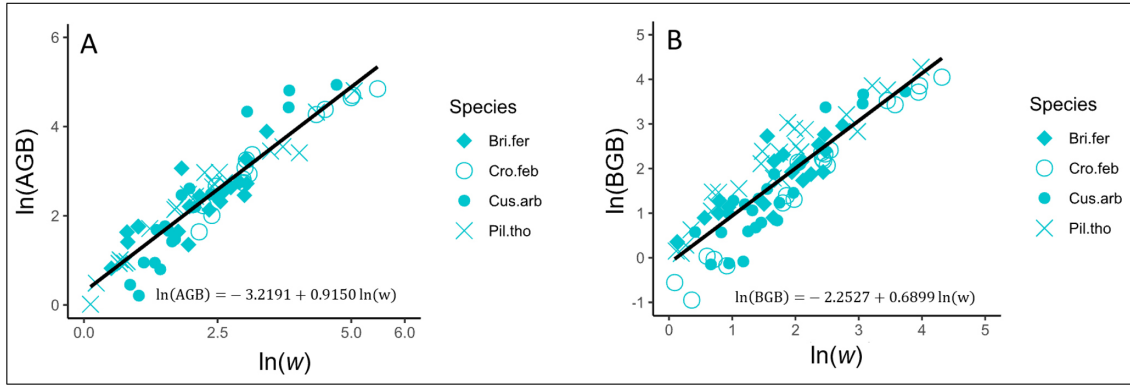 A
6
4
2
0
0.0
2.5
5.0
6.0
ln(AGB)
ln(w)
ln(AGB) = − 3.2191 + 0.9150 ln(w)
Species
Bri.fer
Cro.feb
Cus.arb
Pil.tho
B
5
4
3
2
1
0
-1
0
1
2
3
4
5
ln(BGB)
ln(w)
ln(BGB) = − 2.2527 + 0.6899 ln(w)
Species
Bri.fer
Cro.feb
Cus.arb
Pil.tho